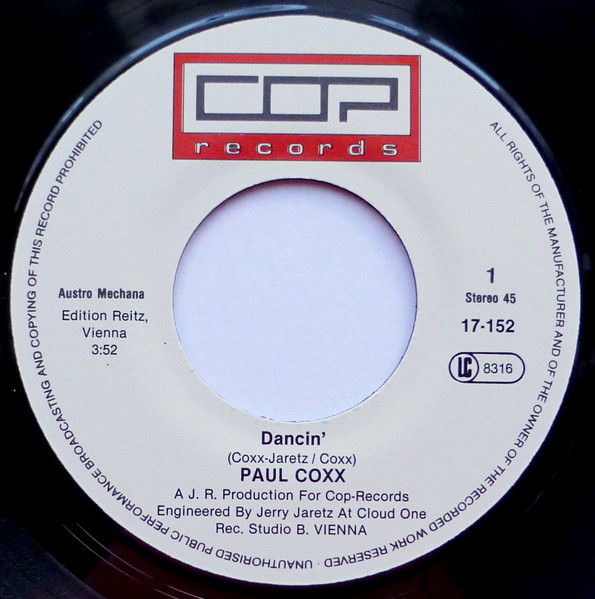 COP
records
ALL RIGHTS OF THE MANUFACTURER AND OF THE OWNER OF THE RECORDED WORK RESERVED · UNAUTHORISED PUBLIC PERFORMANCE BROADCASTING AND COPYING OF THIS RECORD PROHIBITED
Austro Mechana
Edition Reitz,
Vienna
3:52
1
Stereo 45
17-152
LC 8316
Dancin'
(Coxx-Jaretz / Coxx)
PAUL COXX
A J. R. Production For Cop-Records
Engineered By Jerry Jaretz At Cloud One
Rec. Studio B. VIENNA